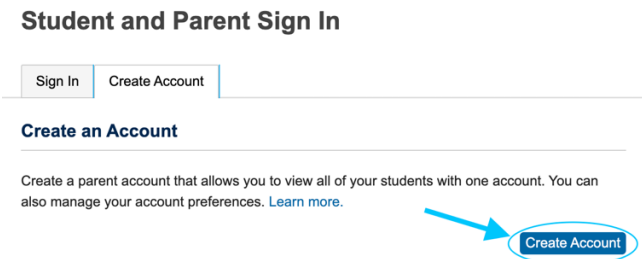 Student and Parent Sign In
Sign In Create Account
Create an Account
Create a parent account that allows you to view all of your students with one account. You can
also manage your account preferences. Learn more.
Create Account